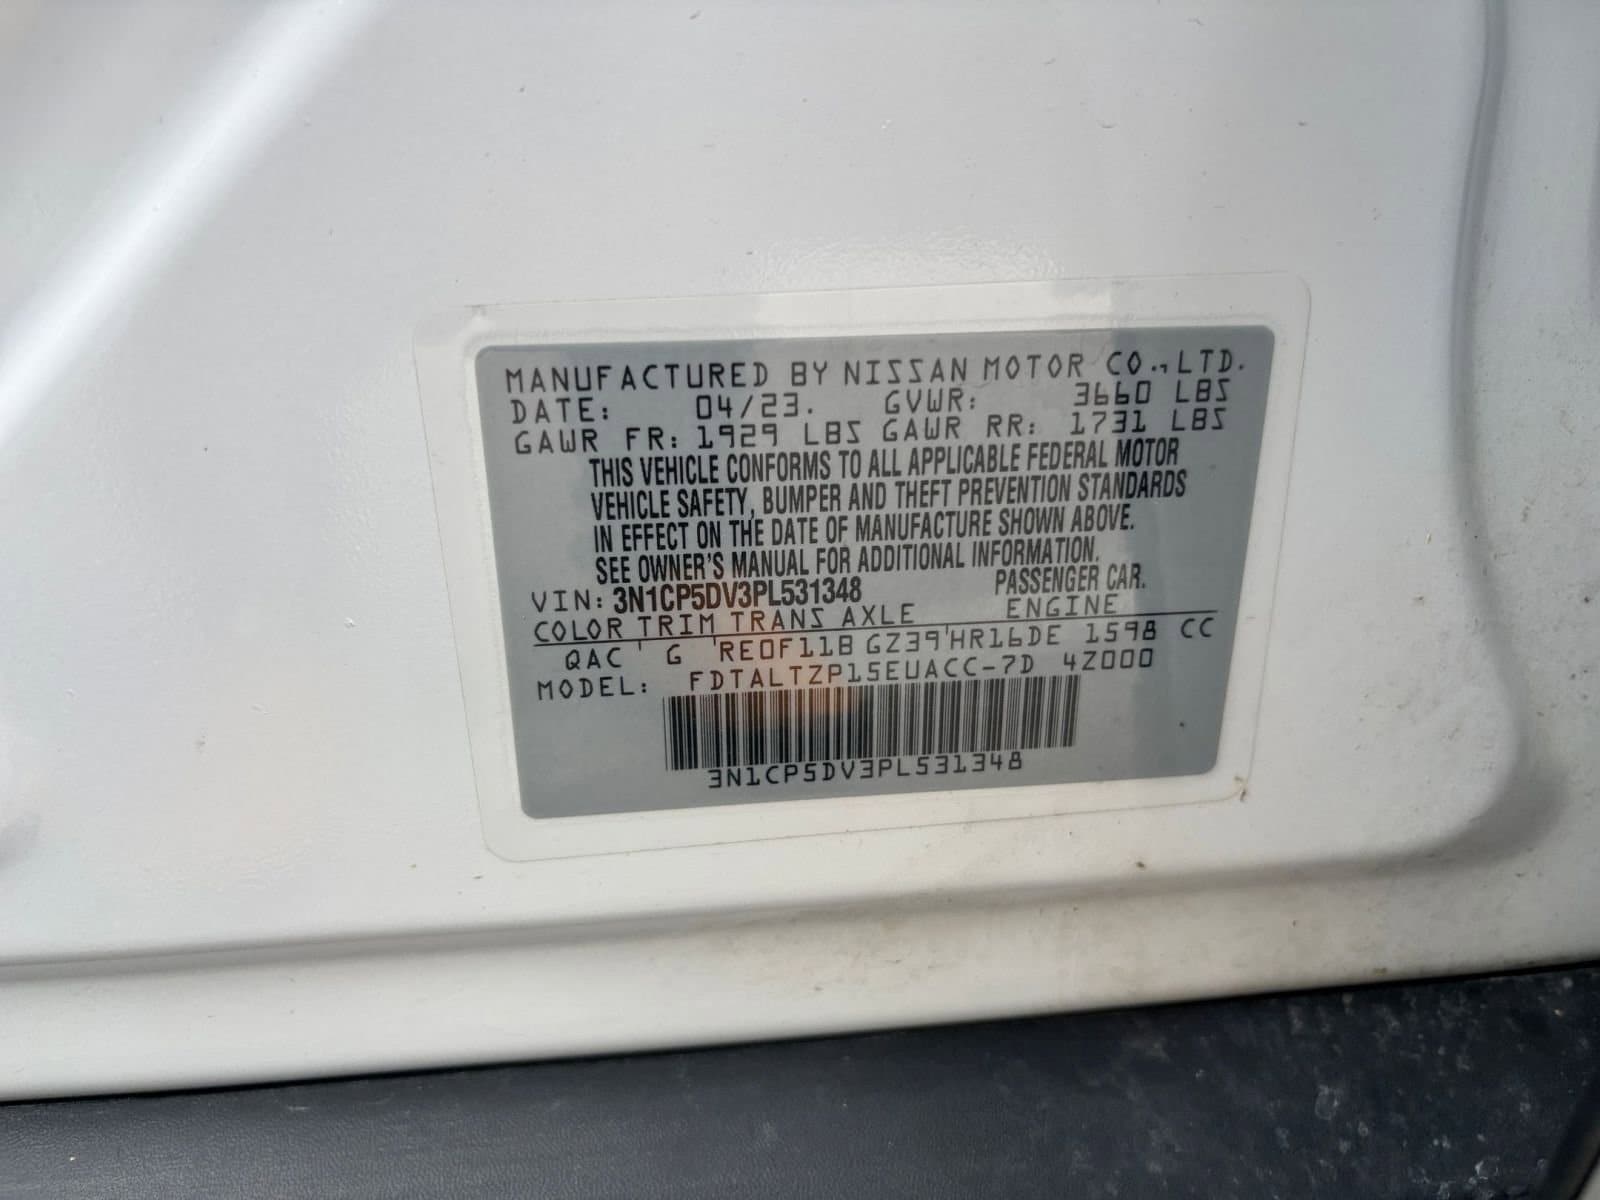 MANUFACTURED BY NISSAN MOTOR CO.,LTD.
DATE: 04/23. GVWR: 3660 LBS
GAWR FR: 1929 LBS GAWR RR: 1731 LBS
THIS VEHICLE CONFORMS TO ALL APPLICABLE FEDERAL MOTOR
VEHICLE SAFETY, BUMPER AND THEFT PREVENTION STANDARDS
IN EFFECT ON THE DATE OF MANUFACTURE SHOWN ABOVE.
SEE OWNER'S MANUAL FOR ADDITIONAL INFORMATION.
VIN: 3N1CP5DV3PL531348 PASSENGER CAR.
COLOR TRIM TRANS AXLE ENGINE
QAC G RE0F11B GZ39 HR16DE 1598 CC
MODEL: FDTALTZP15EUACC-7D 4Z000
3N1CP5DV3PL531348